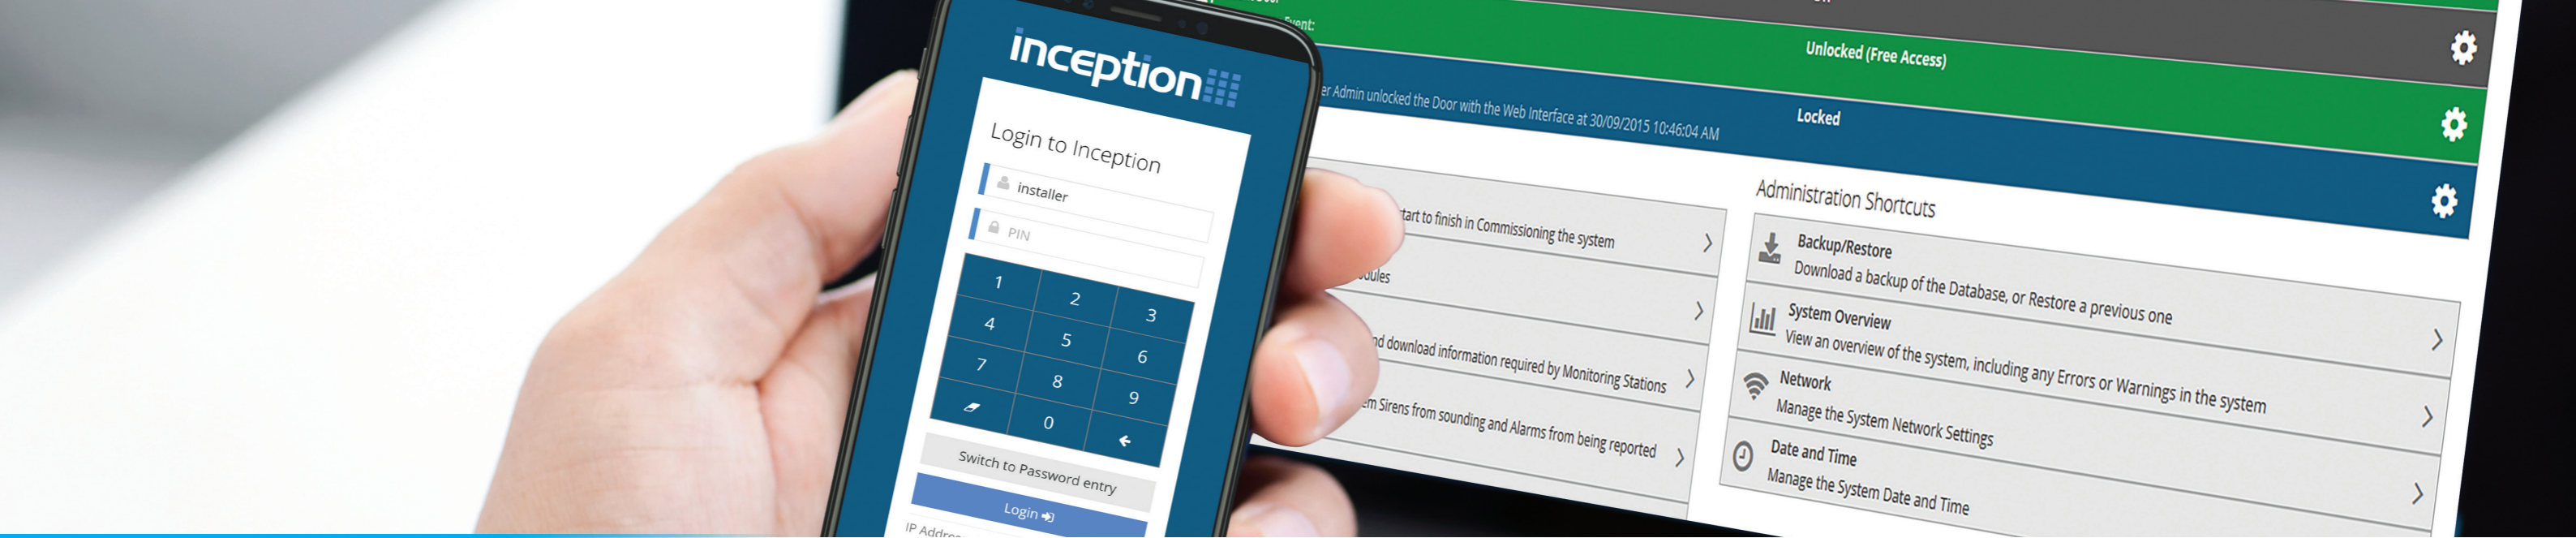 inception
Login to Inception
installer
PIN
1 2 3
4 5 6
7 8 9
0
Switch to Password entry
Login
IP
Event:
Unlocked (Free Access)
Admin unlocked the Door with the Web Interface at 30/09/2015 10:46:04 AM
Locked
to finish in Commissioning the system
download information required by Monitoring Stations
Sirens from sounding and Alarms from being reported
Administration Shortcuts
Backup/Restore
Download a backup of the Database, or Restore a previous one
System Overview
View an overview of the system, including any Errors or Warnings in the system
Network
Manage the System Network Settings
Date and Time
Manage the System Date and Time